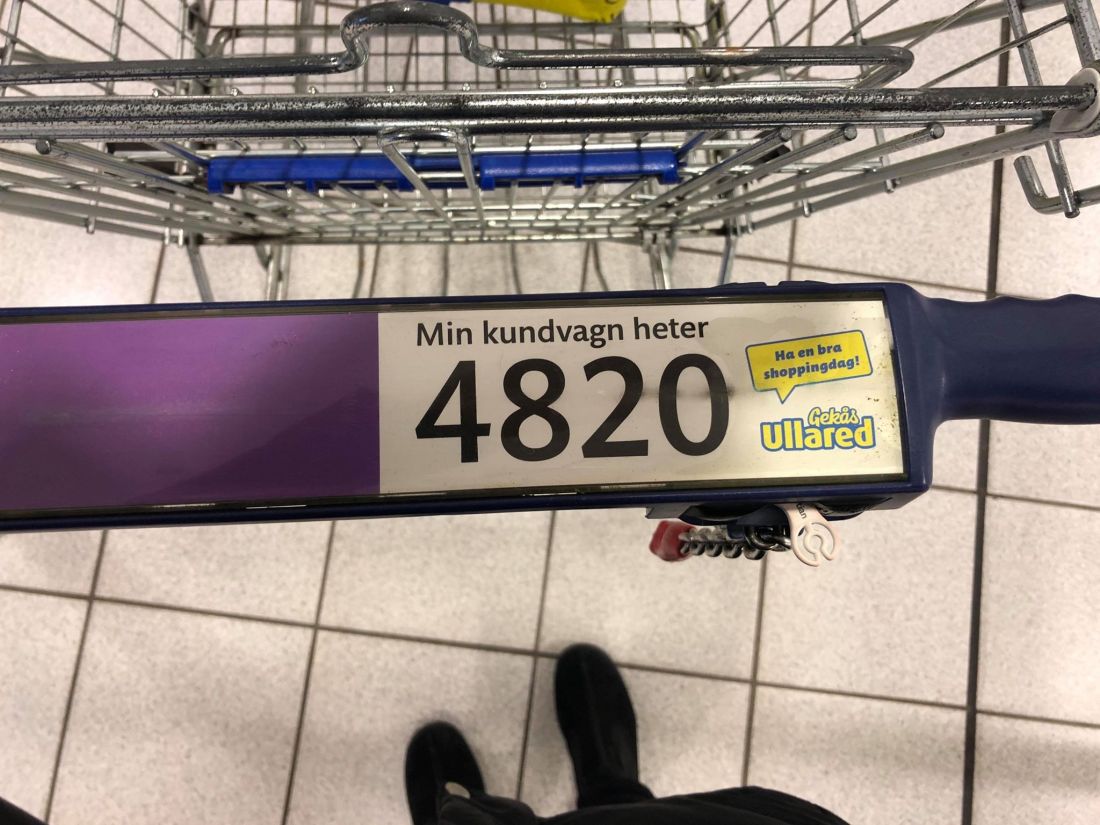 Min kundvagn heter
4820
Ha en bra
shoppingdag!
Gekås
Ullared